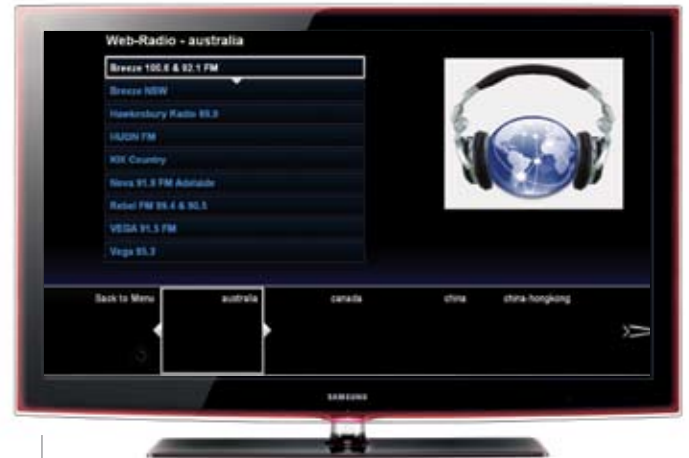 Web-Radio - australia
Breeze 100.6 & 92.1 FM
Breeze NSW
Hawkesbury Radio 89.9
HUON FM
KIX Country
Nova 91.9 FM Adelaide
Rebel FM 99.4 & 90.5
VEGA 91.5 FM
Vega 95.3
Back to Menu australia canada china china-hongkong
SAMSUNG